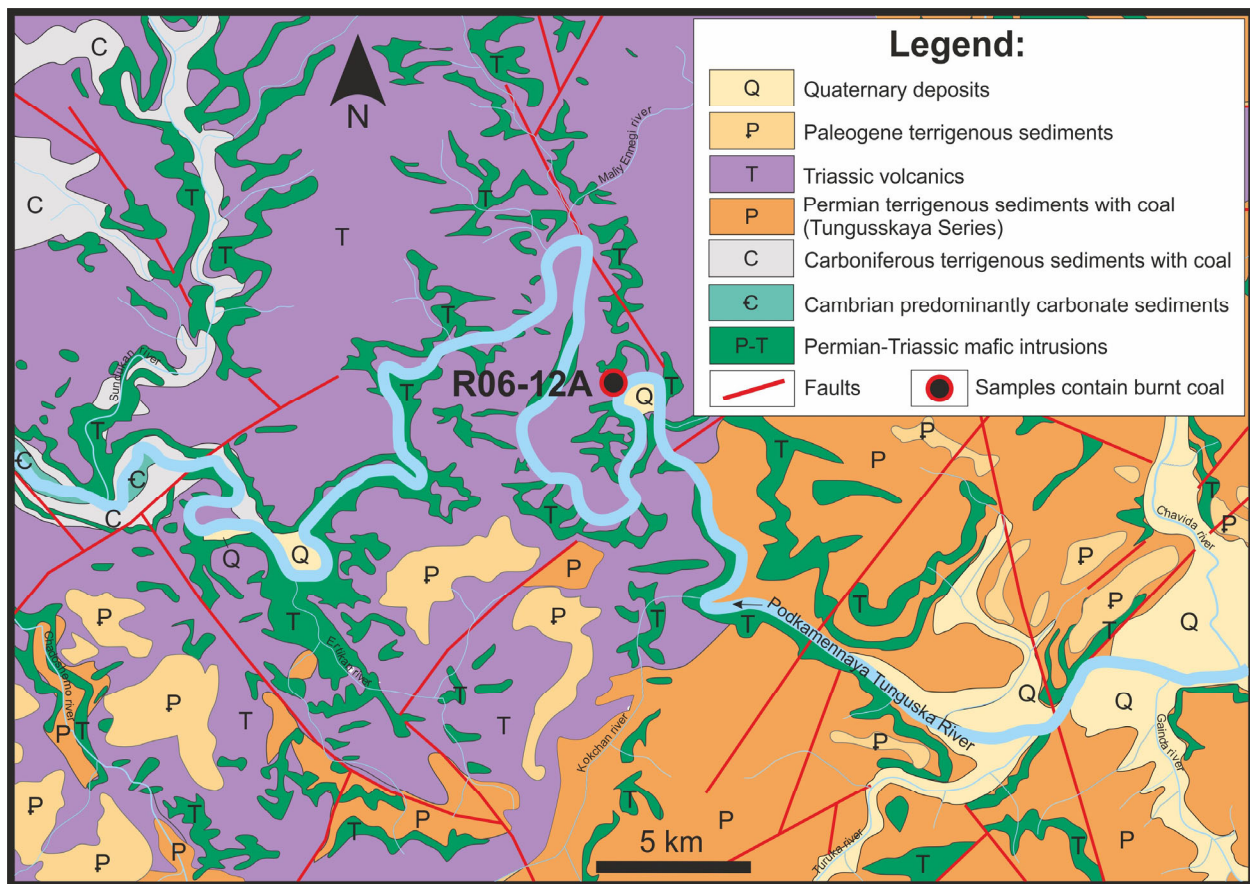 Legend:
Q Quaternary deposits
₽ Paleogene terrigenous sediments
T Triassic volcanics
P Permian terrigenous sediments with coal
(Tungusskaya Series)
C Carboniferous terrigenous sediments with coal
Є Cambrian predominantly carbonate sediments
P-T Permian-Triassic mafic intrusions
Faults
Samples contain burnt coal
N
C
T
Maliy Ennegi river
T
T
C
T
T
T
T
Sundukan river
T
R06-12A
Q
T
T
T
₽
T
P
Є
Є
C
T
T
Chavida river
₽
Q
Q
₽
P
₽
₽
₽
T
₽
T
T
Q
T
T
T
Podkamennaya Tunguska River
river
river
₽
T
T
Q
Q
P
T
Kokchan river
₽
Gainda river
₽
T
T
P
P
T
T
P
₽
P
5 km
Turuka river
T
T
P